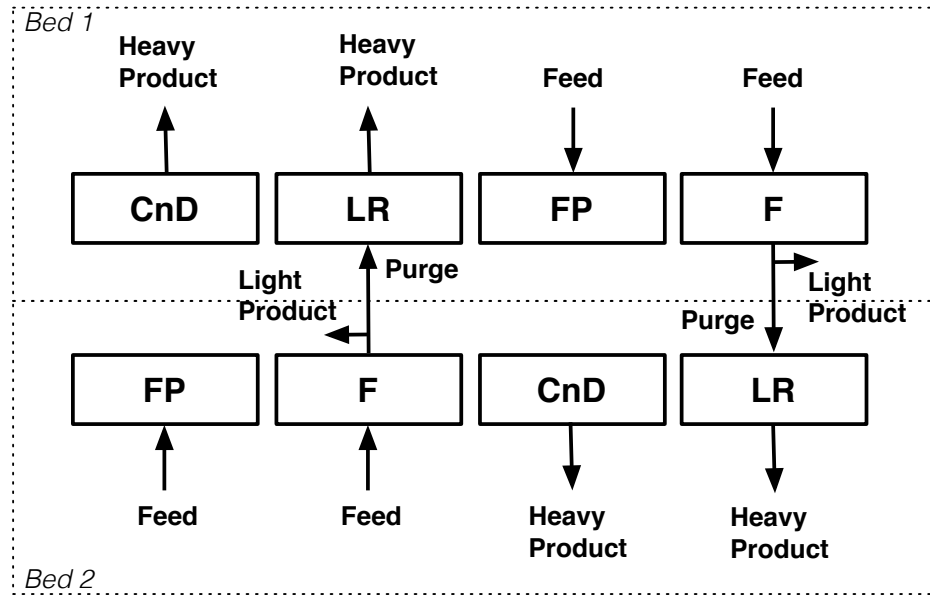 Bed 1
Heavy
Product
Heavy
Product
Feed
Feed
CnD
LR
FP
F
Purge
Light
Product
Light
Product
Purge
FP
F
CnD
LR
Feed
Feed
Heavy
Product
Heavy
Product
Bed 2